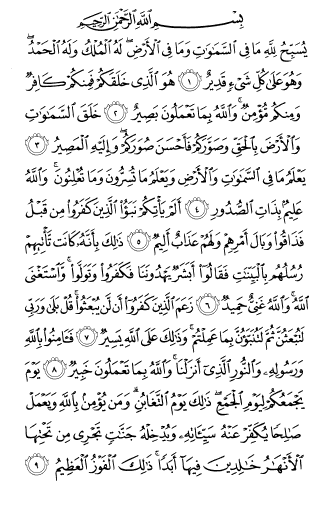 بِسْمِ اللَّهِ الرَّحْمَٰنِ الرَّحِيمِ
يُسَبِّحُ لِلَّهِ مَا فِي السَّمَاوَاتِ وَمَا فِي الْأَرْضِ ۖ لَهُ الْمُلْكُ وَلَهُ الْحَمْدُ ۖ
وَهُوَ عَلَىٰ كُلِّ شَيْءٍ قَدِيرٌ ١ هُوَ الَّذِي خَلَقَكُمْ فَمِنكُمْ كَافِرٌ
وَمِنكُم مُّؤْمِنٌ ۚ وَاللَّهُ بِمَا تَعْمَلُونَ بَصِيرٌ ٢ خَلَقَ السَّمَاوَاتِ
وَالْأَرْضَ بِالْحَقِّ وَصَوَّرَكُمْ فَأَحْسَنَ صُوَرَكُمْ ۖ وَإِلَيْهِ الْمَصِيرُ ٣
يَعْلَمُ مَا فِي السَّمَاوَاتِ وَالْأَرْضِ وَيَعْلَمُ مَا تُسِرُّونَ وَمَا تُعْلِنُونَ ۚ وَاللَّهُ
عَلِيمٌ بِذَاتِ الصُّدُورِ ٤ أَلَمْ يَأْتِكُمْ نَبَأُ الَّذِينَ كَفَرُوا مِن قَبْلُ
فَذَاقُوا وَبَالَ أَمْرِهِمْ وَلَهُمْ عَذَابٌ أَلِيمٌ ٥ ذَٰلِكَ بِأَنَّهُ كَانَت تَّأْتِيهِمْ
رُسُلُهُم بِالْبَيِّنَاتِ فَقَالُوا أَبَشَرٌ يَهْدُونَنَا فَكَفَرُوا وَتَوَلَّوا ۚ وَّاسْتَغْنَى
اللَّهُ ۚ وَاللَّهُ غَنِيٌّ حَمِيدٌ ٦ زَعَمَ الَّذِينَ كَفَرُوا أَن لَّن يُبْعَثُوا ۚ قُلْ بَلَىٰ وَرَبِّي
لَتُبْعَثُنَّ ثُمَّ لَتُنَبَّؤُنَّ بِمَا عَمِلْتُمْ ۚ وَذَٰلِكَ عَلَى اللَّهِ يَسِيرٌ ٧ فَآمِنُوا بِاللَّهِ
وَرَسُولِهِ وَالنُّورِ الَّذِي أَنزَلْنَا ۚ وَاللَّهُ بِمَا تَعْمَلُونَ خَبِيرٌ ٨ يَوْمَ
يَجْمَعُكُمْ لِيَوْمِ الْجَمْعِ ۖ ذَٰلِكَ يَوْمُ التَّغَابُنِ ۗ وَمَن يُؤْمِن بِاللَّهِ وَيَعْمَلْ
صَالِحًا يُكَفِّرْ عَنْهُ سَيِّئَاتِهِ وَيُدْخِلْهُ جَنَّاتٍ تَجْرِي مِن تَحْتِهَا
الْأَنْهَارُ خَالِدِينَ فِيهَا أَبَدًا ۚ ذَٰلِكَ الْفَوْزُ الْعَظِيمُ ٩